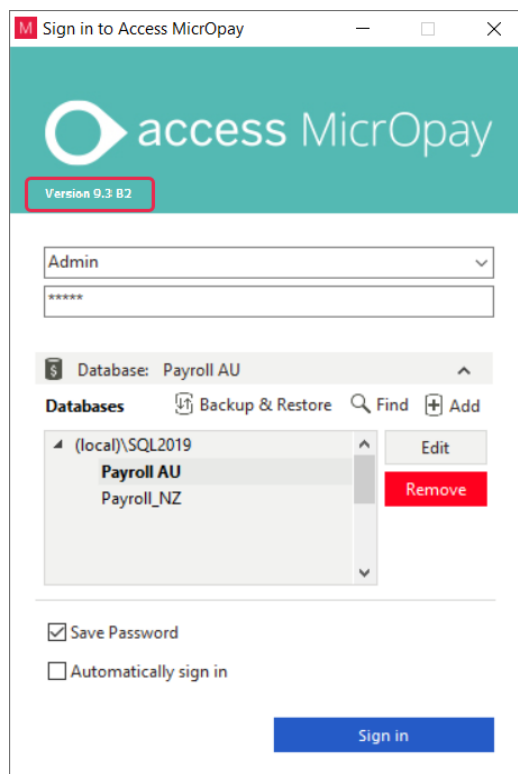 M Sign in to Access MicrOpay
access MicrOpay
Version 9.3 B2
Admin
*****
$ Database: Payroll AU
Databases Backup & Restore Find Add
(local)\SQL2019
Payroll AU
Payroll_NZ
Edit
Remove
Save Password
Automatically sign in
Sign in